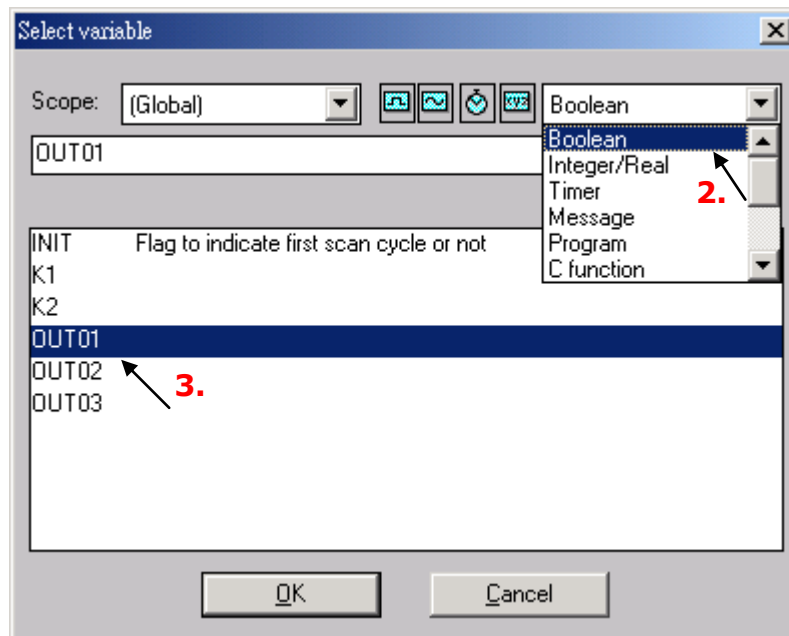 Select variable
Scope: (Global) xyz Boolean
OUT01
Boolean
Integer/Real
Timer
Message
Program
C function
2.
INIT Flag to indicate first scan cycle or not
K1
K2
OUT01
OUT02
OUT03
3.
OK Cancel